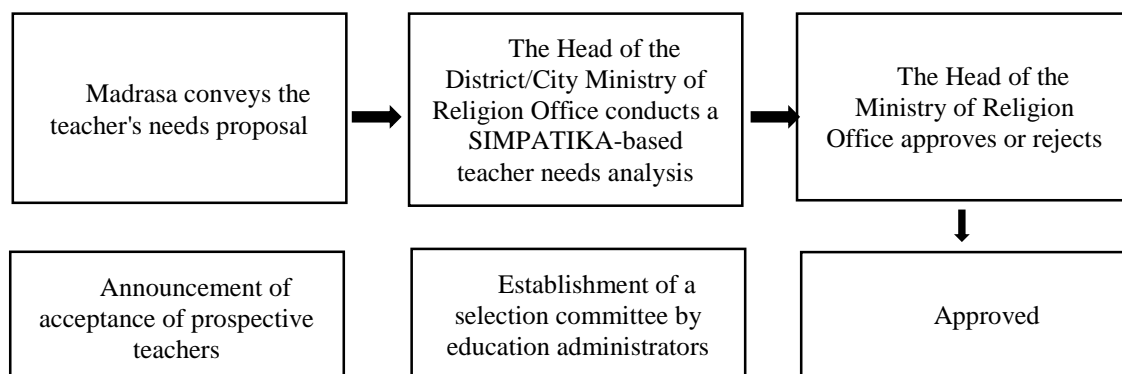 Madrasa conveys the
teacher's needs proposal
The Head of the
District/City Ministry of
Religion Office conducts a
SIMPATIKA-based
teacher needs analysis
The Head of the
Ministry of Religion
Office approves or rejects
Announcement of
acceptance of prospective
teachers
Establishment of a
selection committee by
education administrators
Approved